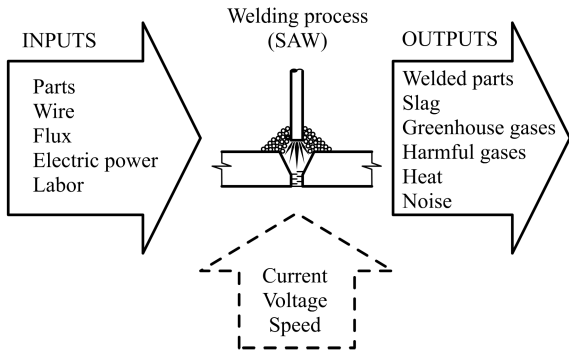 INPUTS
Parts
Wire
Flux
Electric power
Labor
Welding process
(SAW)
OUTPUTS
Welded parts
Slag
Greenhouse gases
Harmful gases
Heat
Noise
Current
Voltage
Speed